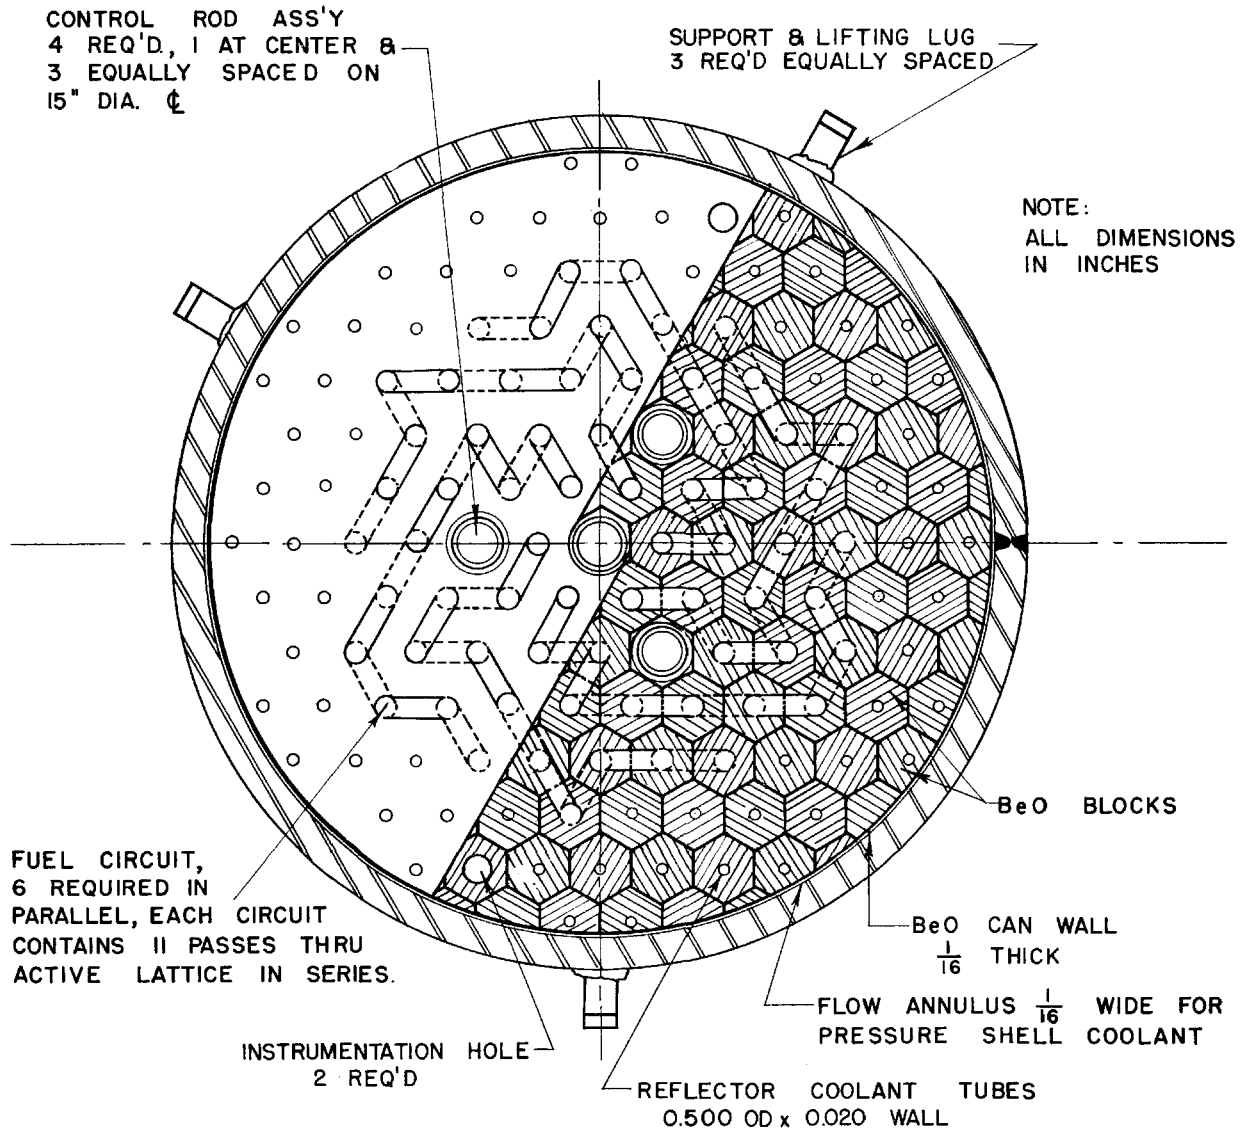 CONTROL ROD ASS'Y
4 REQ'D., 1 AT CENTER &
3 EQUALLY SPACED ON
15" DIA. ℄
SUPPORT & LIFTING LUG
3 REQ'D EQUALLY SPACED
NOTE:
ALL DIMENSIONS
IN INCHES
BeO BLOCKS
FUEL CIRCUIT,
6 REQUIRED IN
PARALLEL, EACH CIRCUIT
CONTAINS 11 PASSES THRU
ACTIVE LATTICE IN SERIES.
BeO CAN WALL
1/16 THICK
FLOW ANNULUS 1/16 WIDE FOR
PRESSURE SHELL COOLANT
INSTRUMENTATION HOLE
2 REQ'D
REFLECTOR COOLANT TUBES
0.500 OD x 0.020 WALL